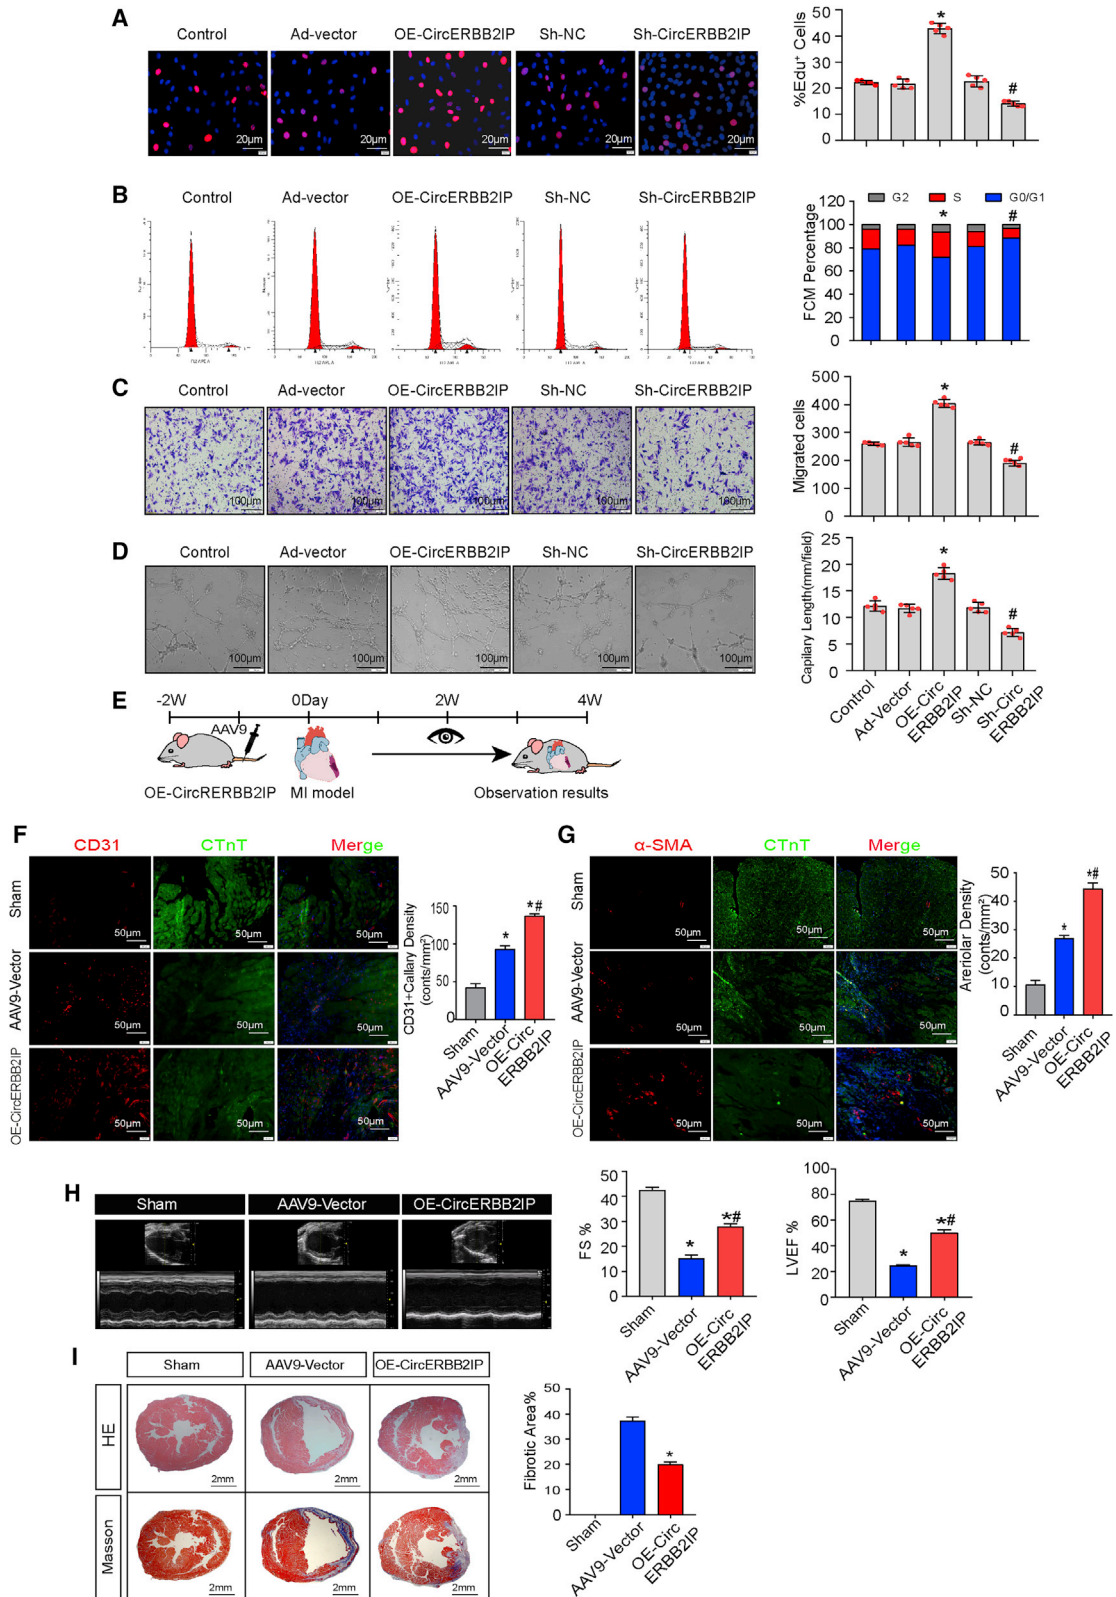 A
Control
Ad-vector
OE-CircERBB2IP
Sh-NC
Sh-CircERBB2IP
20µm
20µm
20µm
20µm
20µm
%Edu⁺ Cells
50
40
30
20
10
0
*
#
B
Control
Ad-vector
OE-CircERBB2IP
Sh-NC
Sh-CircERBB2IP
G2
S
G0/G1
FCM Percentage
120
100
80
60
40
20
0
*
#
C
Control
Ad-vector
OE-CircERBB2IP
Sh-NC
Sh-CircERBB2IP
100µm
100µm
100µm
100µm
100µm
Migrated cells
500
400
300
200
100
0
*
#
D
Control
Ad-vector
OE-CircERBB2IP
Sh-NC
Sh-CircERBB2IP
100µm
100µm
100µm
100µm
100µm
Capilary Length(mm/field)
25
20
15
10
5
0
*
#
Control
Ad-Vector
OE-Circ
ERBB2IP
Sh-NC
Sh-Circ
ERBB2IP
E
-2W
0Day
2W
4W
AAV9
OE-CircRERBB2IP
MI model
Observation results
F
CD31
CTnT
Merge
Sham
50µm
50µm
50µm
AAV9-Vector
50µm
50µm
50µm
OE-CircERBB2IP
50µm
50µm
50µm
CD31+Callary Density
(conts/mm²)
150
100
50
0
*
*#
Sham
AAV9-Vector
OE-Circ
ERBB2IP
G
α-SMA
CTnT
Merge
Sham
50µm
50µm
50µm
AAV9-Vector
50µm
50µm
50µm
OE-CircERBB2IP
50µm
50µm
50µm
Areriolar Density
(conts/mm²)
50
40
30
20
10
0
*
*#
Sham
AAV9-Vector
OE-Circ
ERBB2IP
H
Sham
AAV9-Vector
OE-CircERBB2IP
FS %
50
40
30
20
10
0
*
*#
Sham
AAV9-Vector
OE-Circ
ERBB2IP
LVEF %
100
80
60
40
20
0
*
*#
Sham
AAV9-Vector
OE-Circ
ERBB2IP
I
Sham
AAV9-Vector
OE-CircERBB2IP
HE
2mm
2mm
2mm
Masson
2mm
2mm
2mm
Fibrotic Area%
50
40
30
20
10
0
*
Sham
AAV9-Vector
OE-Circ
ERBB2IP